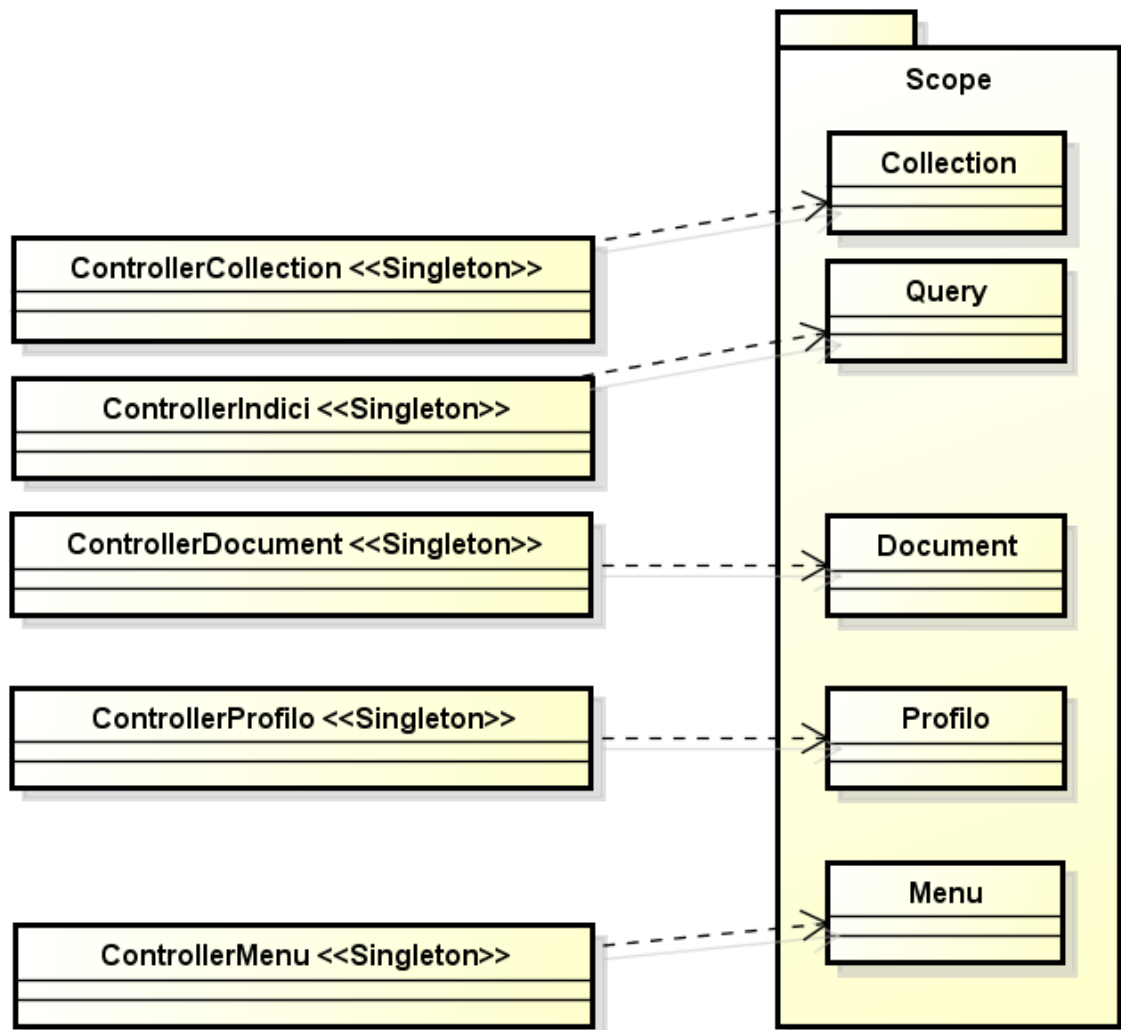 Scope
Collection
ControllerCollection <<Singleton>>
Query
ControllerIndici <<Singleton>>
ControllerDocument <<Singleton>>
Document
ControllerProfilo <<Singleton>>
Profilo
Menu
ControllerMenu <<Singleton>>